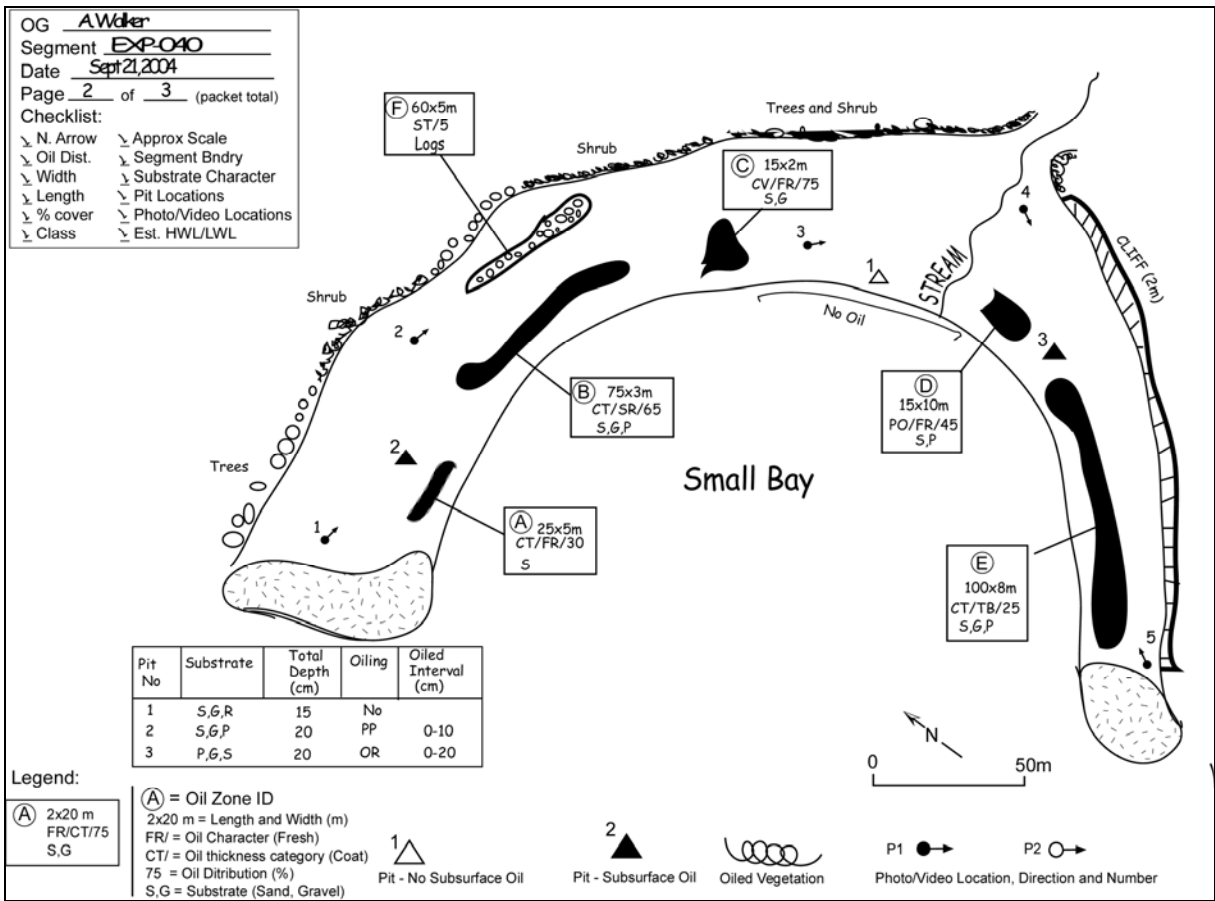 OG A.Walker
Segment EXP-040
Date Sept 21, 2004
Page 2 of 3 (packet total)
Checklist:
N. Arrow Approx Scale
Oil Dist. Segment Bndry
Width Substrate Character
Length Pit Locations
% cover Photo/Video Locations
Class Est. HWL/LWL
F 60x5m
ST/5
Logs
Trees and Shrub
Shrub
C 15x2m
CV/FR/75
S,G
4
3
1
STREAM
CLIFF (2m)
Shrub
2
No Oil
3
B 75x3m
CT/SR/65
S,G,P
D
15x10m
PO/FR/45
S,P
Trees
2
Small Bay
1
A 25x5m
CT/FR/30
S
E
100x8m
CT/TB/25
S,G,P
5
Pit No Substrate Total Depth (cm) Oiling Oiled Interval (cm)
1 S,G,R 15 No
2 S,G,P 20 PP 0-10
3 P,G,S 20 OR 0-20
N
0 50m
Legend:
A 2x20 m
FR/CT/75
S,G
A = Oil Zone ID
2x20 m = Length and Width (m)
FR/ = Oil Character (Fresh)
CT/ = Oil thickness category (Coat)
75 = Oil Ditribution (%)
S,G = Substrate (Sand, Gravel)
1
Pit - No Subsurface Oil
2
Pit - Subsurface Oil
Oiled Vegetation
P1 P2
Photo/Video Location, Direction and Number